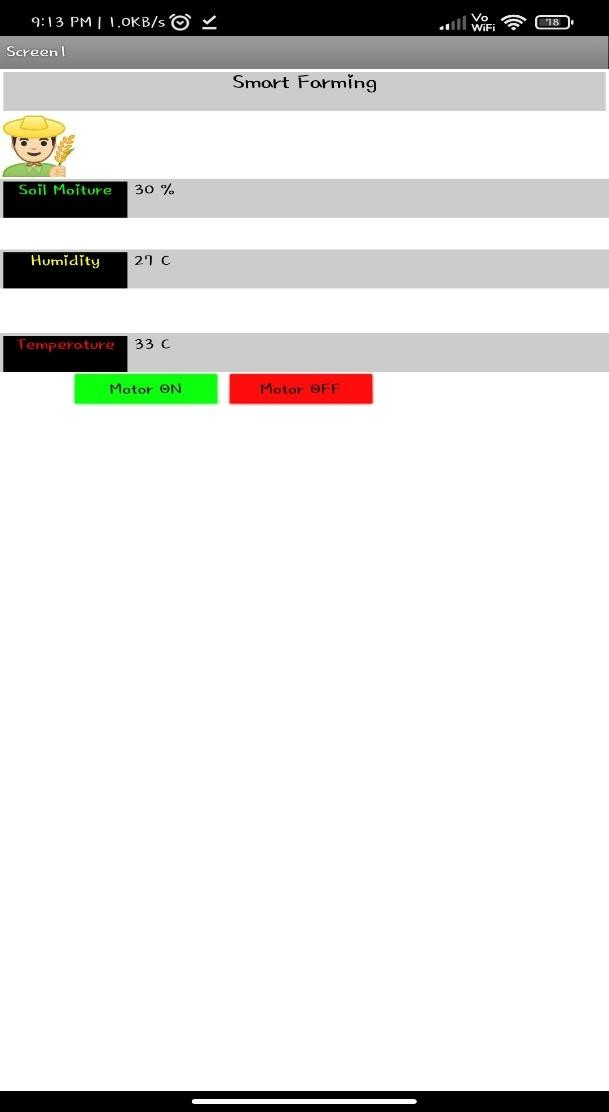 9:13 PM | 1.0KB/s Vo WiFi 78
Screen1
Smart Farming
Soil Moiture 30 %
Humidity 27 C
Temperature 33 C
Motor ON Motor OFF